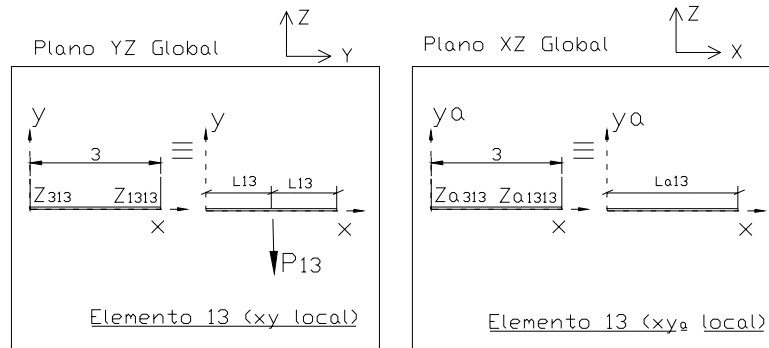 Plano YZ Global
Z
Y
y
3
Z313
Z1313
x
≡
y
L13
L13
x
P13
Elemento 13 (xy local)
Plano XZ Global
Z
X
ya
3
Za313
Za1313
x
≡
ya
La13
x
Elemento 13 (xya local)